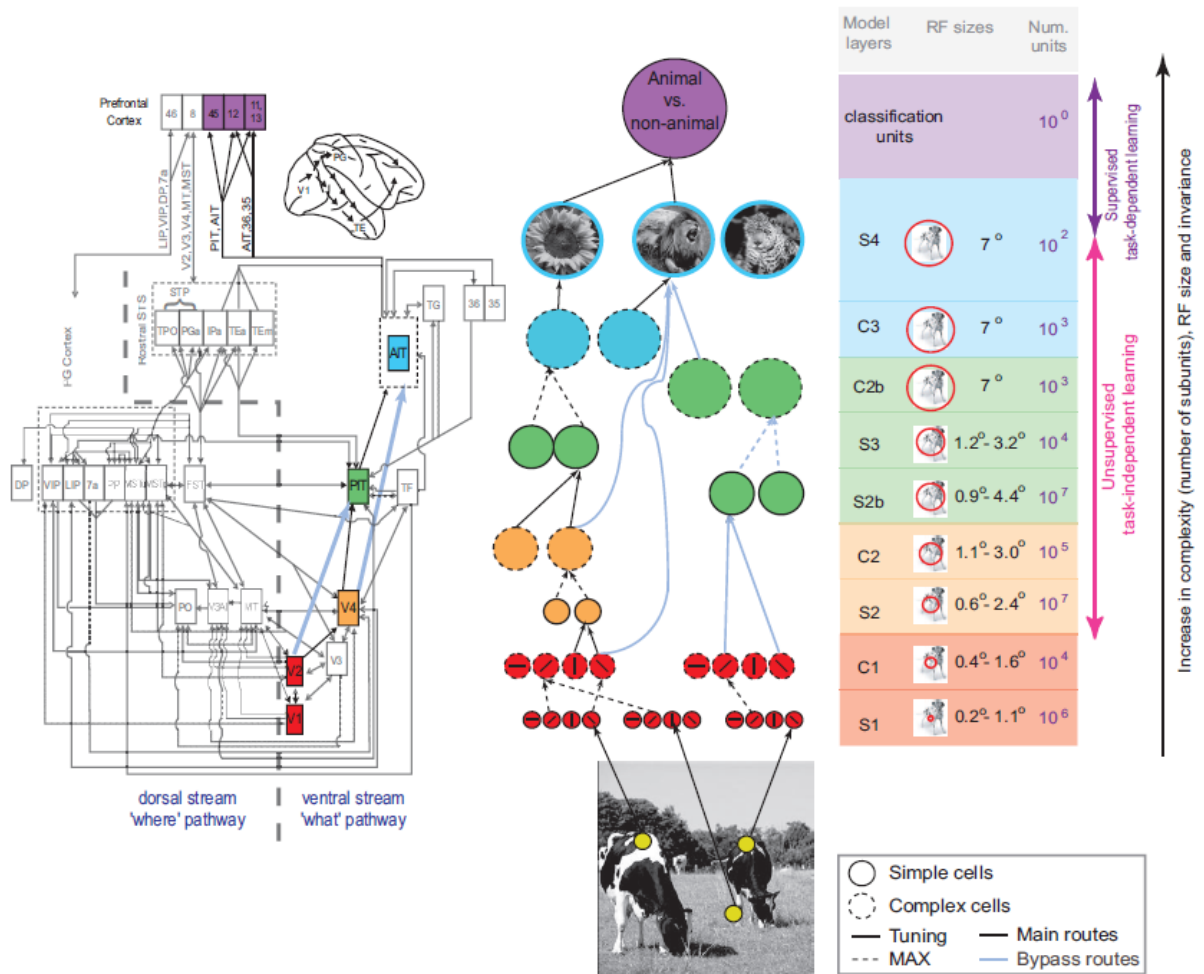 Prefrontal
Cortex
46
8
45
12
11,
13
LIP,VIP,DP,7a
V2,V3,V4,MT,MST
PIT, AIT
AIT,36,35
V1
PG
TE
Rostral STS
STP
TPO
PGa
IPa
TEa
TEm
TG
36
35
AIT
DP
VIP
LIP
7a
PP
FST
PIT
TF
PO
V3A
MT
V4
V2
V3
V1
dorsal stream
'where' pathway
ventral stream
'what' pathway
Animal
vs.
non-animal
Model
layers
RF sizes
Num.
units
classification
units
10⁰
S4
7 °
10²
C3
7 °
10³
C2b
7 °
10³
S3
1.2°- 3.2°
10⁴
S2b
0.9°- 4.4°
10⁷
C2
1.1°- 3.0°
10⁵
S2
0.6°- 2.4°
10⁷
C1
0.4°- 1.6°
10⁴
S1
0.2°- 1.1°
10⁶
Supervised
task-dependent learning
Unsupervised
task-independent learning
Increase in complexity (number of subunits), RF size and invariance
Simple cells
Complex cells
Tuning
Main routes
MAX
Bypass routes